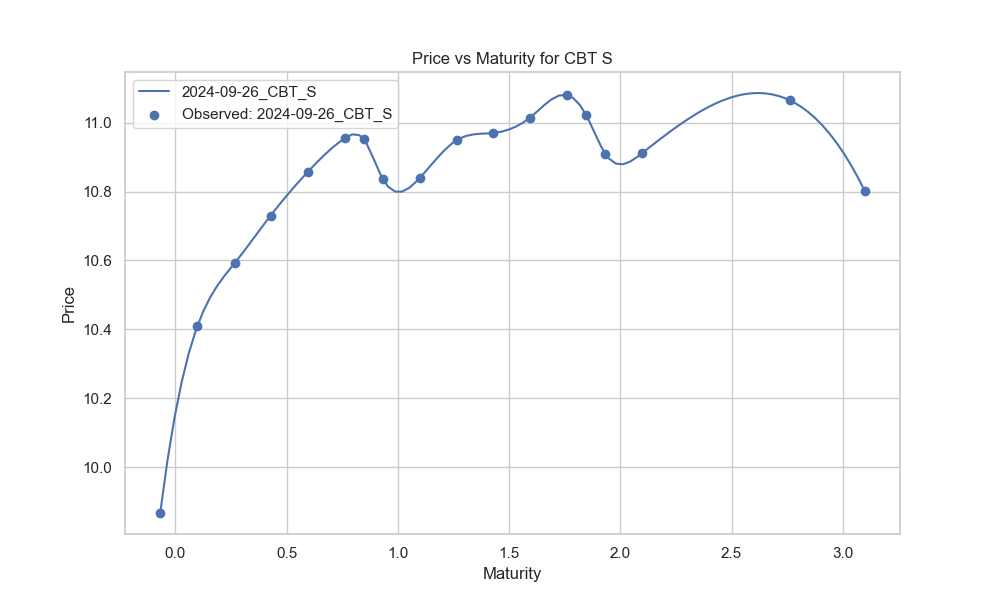 Price vs Maturity for CBT S
2024-09-26_CBT_S
Observed: 2024-09-26_CBT_S
Price
11.0
10.8
10.6
10.4
10.2
10.0
0.0 0.5 1.0 1.5 2.0 2.5 3.0
Maturity